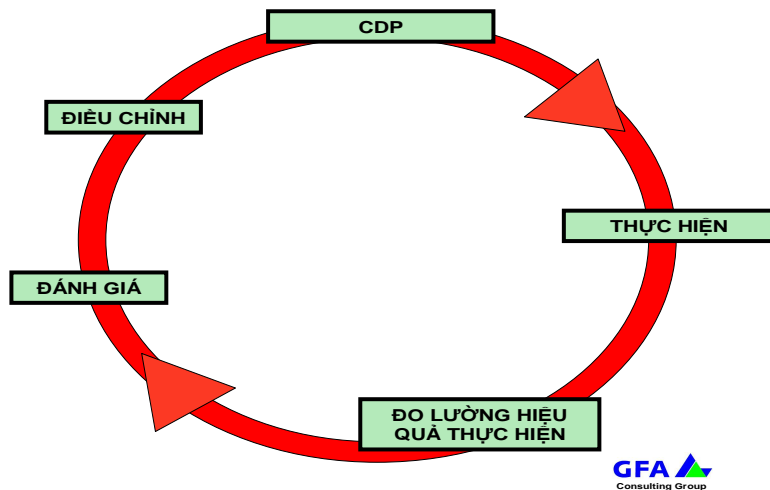 CDP
ĐIỀU CHỈNH
THỰC HIỆN
ĐÁNH GIÁ
ĐO LƯỜNG HIỆU
QUẢ THỰC HIỆN
GFA
Consulting Group